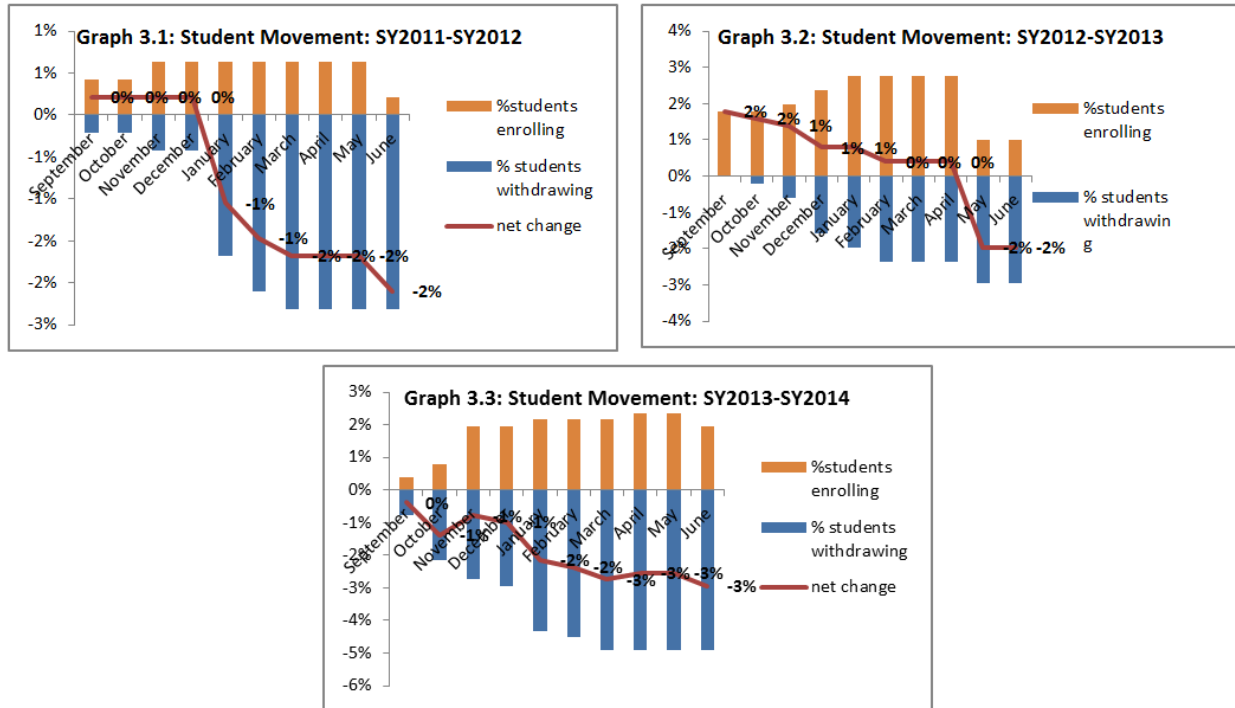 Graph 3.1: Student Movement: SY2011-SY2012
1%
1%
0%
-1%
-1%
-2%
-2%
-3%
0% 0% 0% 0%
-1%
-1%
-2% -2% -2%
-2%
September
October
November
December
January
February
March
April
May
June
%students
enrolling
% students
withdrawing
net change
Graph 3.2: Student Movement: SY2012-SY2013
4%
3%
2%
1%
0%
-1%
-2%
-3%
-4%
2% 2% 1%
1% 1%
0% 0% 0%
-2% -2%
September
October
November
December
January
February
March
April
May
June
%students
enrolling
% students
withdrawin
g
Graph 3.3: Student Movement: SY2013-SY2014
3%
2%
1%
0%
-1%
-2%
-3%
-4%
-5%
-6%
0%
-1%
-1%
-1%
-2% -2%
-3% -3% -3%
-3%
September
October
November
December
January
February
March
April
May
June
%students
enrolling
% students
withdrawing
net change